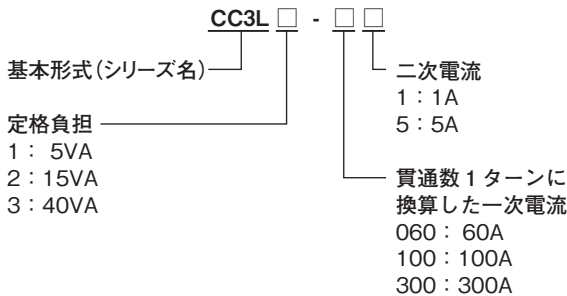 CC3L□ - □□
基本形式(シリーズ名)
定格負担
1： 5VA
2：15VA
3：40VA
二次電流
1：1A
5：5A
貫通数1ターンに
換算した一次電流
060： 60A
100：100A
300：300A